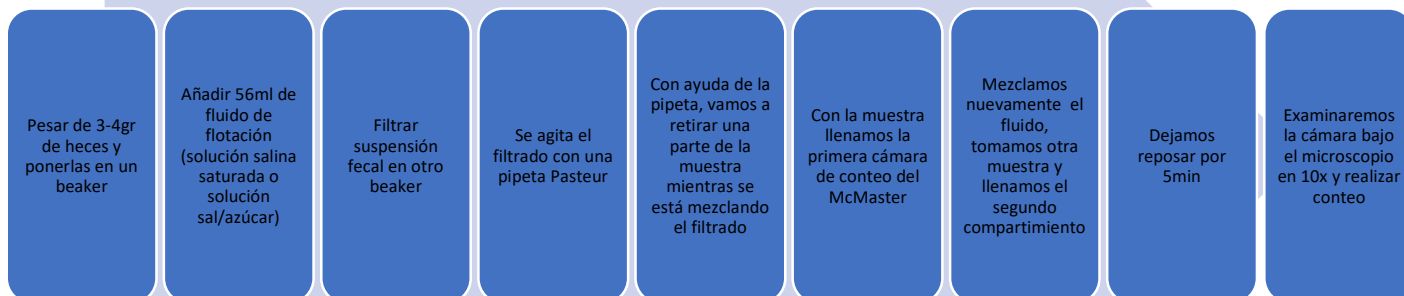 Pesar de 3-4gr
de heces y
ponerlas en un
beaker
Añadir 56ml de
fluido de
flotación
(solución salina
saturada o
solución
sal/azúcar)
Filtrar
suspensión
fecal en otro
beaker
Se agita el
filtrado con una
pipeta Pasteur
Con ayuda de la
pipeta, vamos a
retirar una
parte de la
muestra
mientras se
está mezclando
el filtrado
Con la muestra
llenamos la
primera cámara
de conteo del
McMaster
Mezclamos
nuevamente el
fluido,
tomamos otra
muestra y
llenamos el
segundo
compartimiento
Dejamos
reposar por
5min
Examinaremos
la cámara bajo
el microscopio
en 10x y realizar
conteo